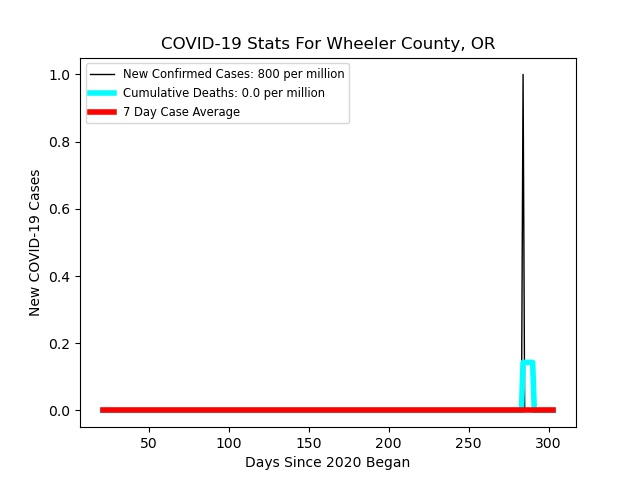 COVID-19 Stats For Wheeler County, OR
New Confirmed Cases: 800 per million
Cumulative Deaths: 0.0 per million
7 Day Case Average
New COVID-19 Cases
1.0
0.8
0.6
0.4
0.2
0.0
50 100 150 200 250 300
Days Since 2020 Began